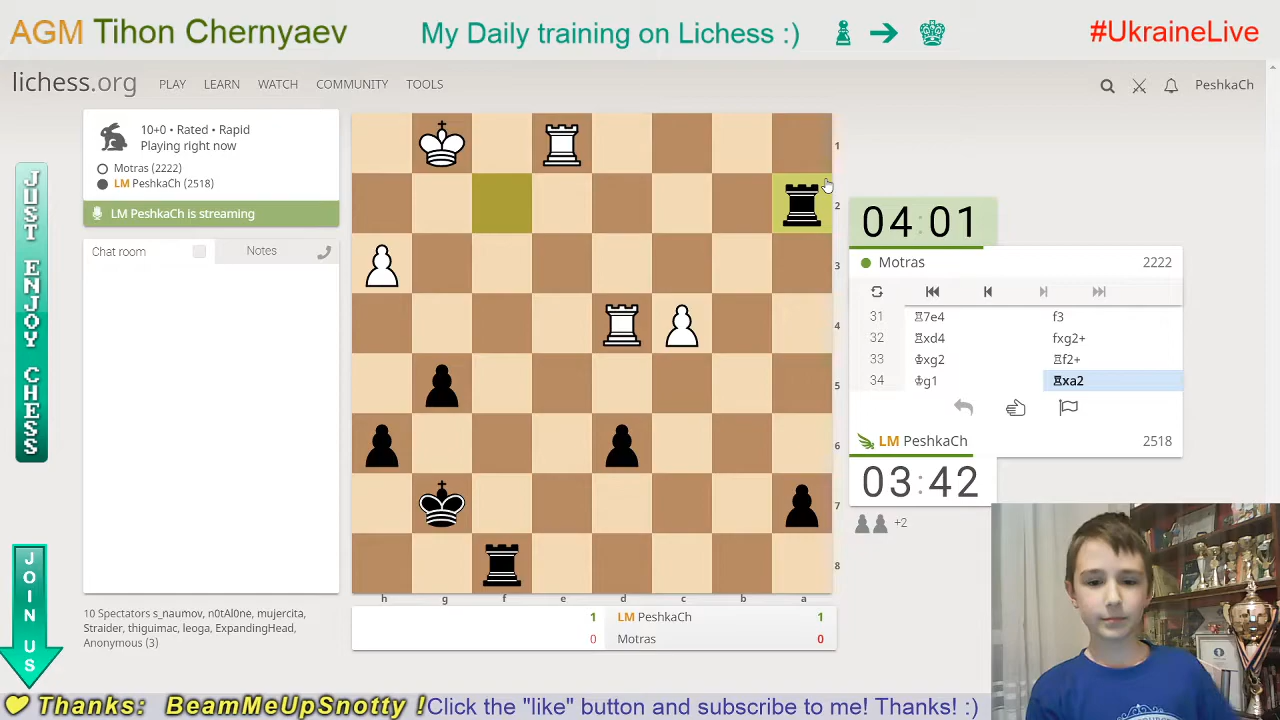 AGM Tihon Chernyaev
My Daily training on Lichess :)
#UkraineLive
lichess.org
PLAY
LEARN
WATCH
COMMUNITY
TOOLS
PeshkaCh
10+0 • Rated • Rapid
Playing right now
Motras (2222)
LM PeshkaCh (2518)
LM PeshkaCh is streaming
Chat room
Notes
JUST ENJOY CHESS
JOIN US
1
2
3
4
5
6
7
8
h g f e d c b a
04:01
Motras 2222
31 ♖7e4 f3
32 ♖xd4 fxg2+
33 ♔xg2 ♖f2+
34 ♔g1 ♖xa2
LM PeshkaCh 2518
03:42
+2
10 Spectators s_naumov, n0tAl0ne, mujercita,
Straider, thiguimac, leoga, ExpandingHead,
Anonymous (3)
1 LM PeshkaCh 1
0 Motras 0
Thanks: BeamMeUpSnotty !
Click the "like" button and subscribe to me! Thanks! :)